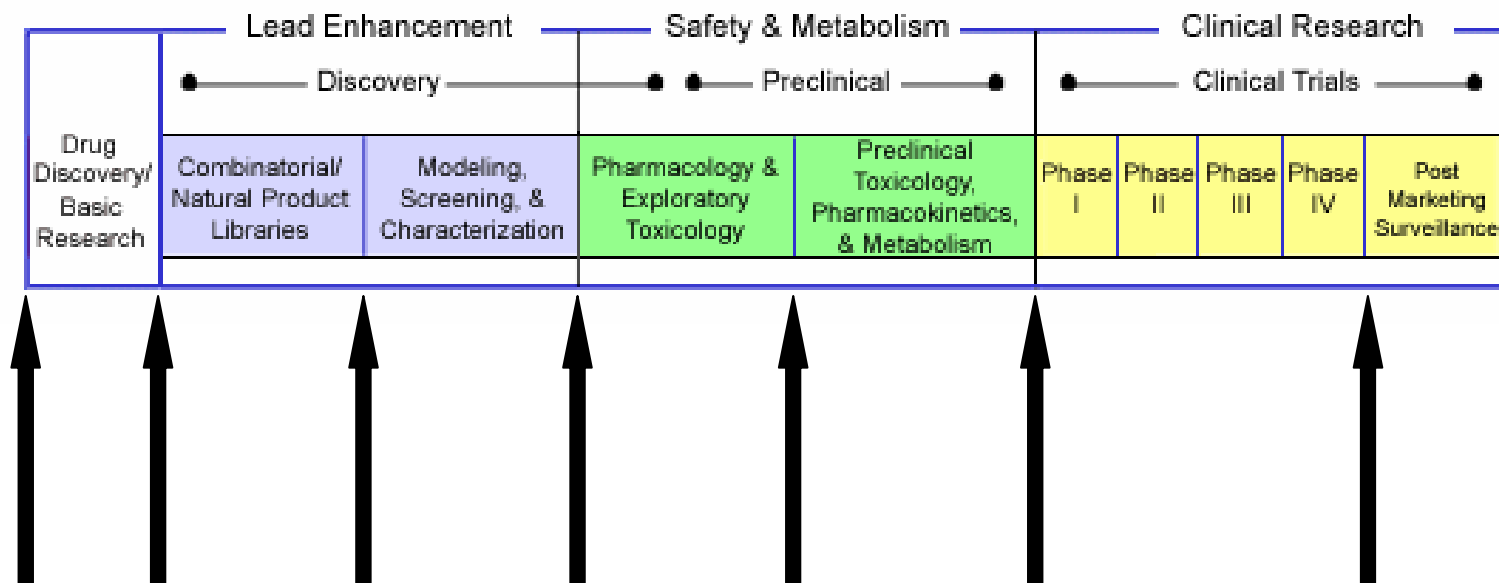 Lead Enhancement
Safety & Metabolism
Clinical Research
Discovery
Preclinical
Clinical Trials
Drug
Discovery/
Basic
Research
Combinatorial/
Natural Product
Libraries
Modeling,
Screening, &
Characterization
Pharmacology &
Exploratory
Toxicology
Preclinical
Toxicology,
Pharmacokinetics,
& Metabolism
Phase
I
Phase
II
Phase
III
Phase
IV
Post
Marketing
Surveillance